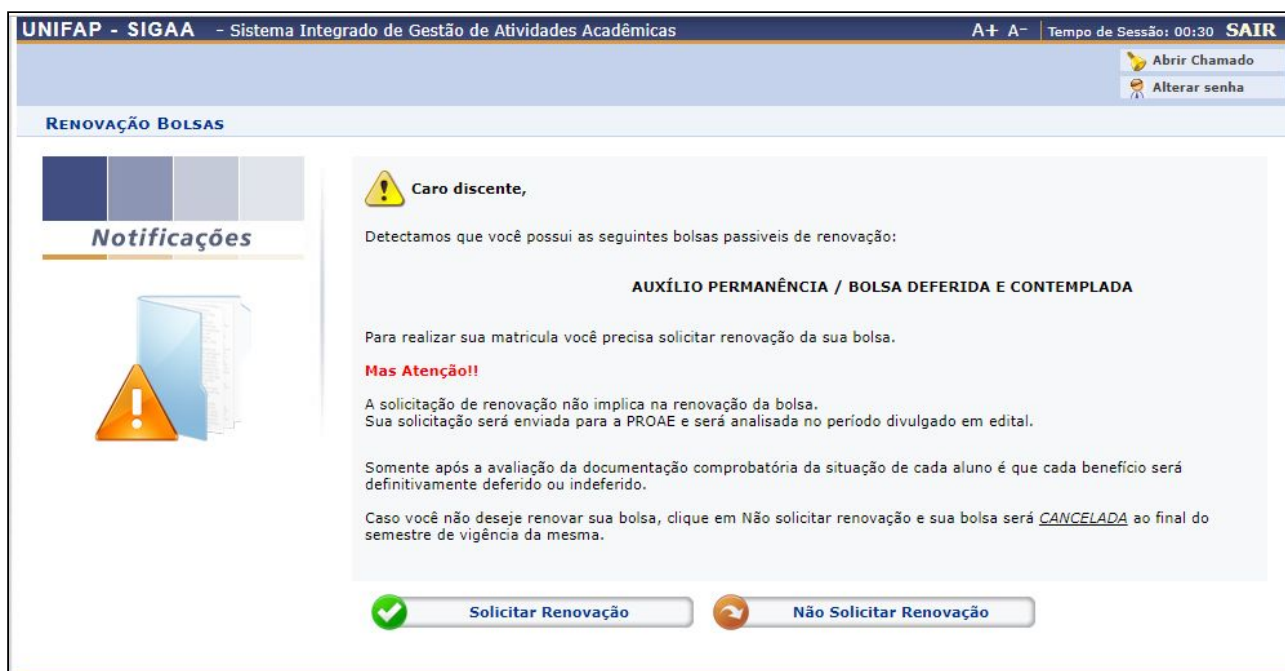 UNIFAP - SIGAA - Sistema Integrado de Gestão de Atividades Acadêmicas A+ A- Tempo de Sessão: 00:30 SAIR
Abrir Chamado
Alterar senha
RENOVAÇÃO BOLSAS
Notificações
Caro discente,
Detectamos que você possui as seguintes bolsas passiveis de renovação:
AUXÍLIO PERMANÊNCIA / BOLSA DEFERIDA E CONTEMPLADA
Para realizar sua matricula você precisa solicitar renovação da sua bolsa.
Mas Atenção!!
A solicitação de renovação não implica na renovação da bolsa.
Sua solicitação será enviada para a PROAE e será analisada no período divulgado em edital.
Somente após a avaliação da documentação comprobatória da situação de cada aluno é que cada benefício será
definitivamente deferido ou indeferido.
Caso você não deseje renovar sua bolsa, clique em Não solicitar renovação e sua bolsa será CANCELADA ao final do
semestre de vigência da mesma.
Solicitar Renovação Não Solicitar Renovação